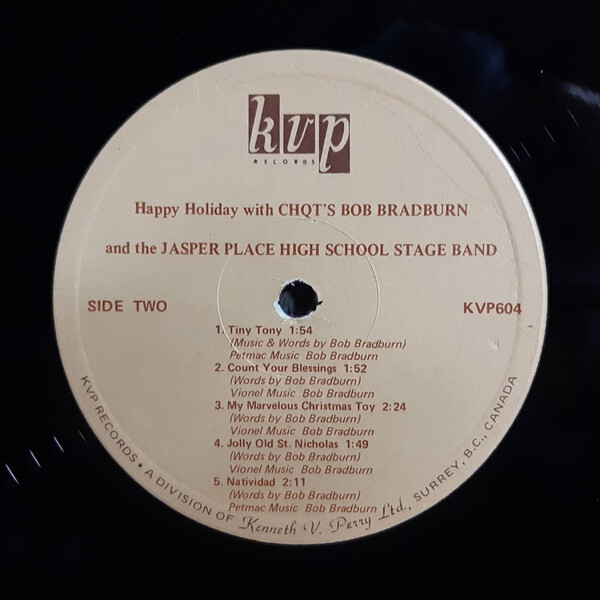 kvp
RECORDS
Happy Holiday with CHQT'S BOB BRADBURN
and the JASPER PLACE HIGH SCHOOL STAGE BAND
SIDE TWO
KVP604
1. Tiny Tony 1:54
(Music & Words by Bob Bradburn)
Petmac Music Bob Bradburn
2. Count Your Blessings 1:52
(Words by Bob Bradburn)
Vionel Music Bob Bradburn
3. My Marvelous Christmas Toy 2:24
(Words by Bob Bradburn)
Vionel Music Bob Bradburn
4. Jolly Old St. Nicholas 1:49
(Words by Bob Bradburn)
Vionel Music Bob Bradburn
5. Natividad 2:11
(Words by Bob Bradburn)
Petmac Music Bob Bradburn
KVP RECORDS • A DIVISION OF Kenneth V. Perry Ltd., SURREY, B.C., CANADA